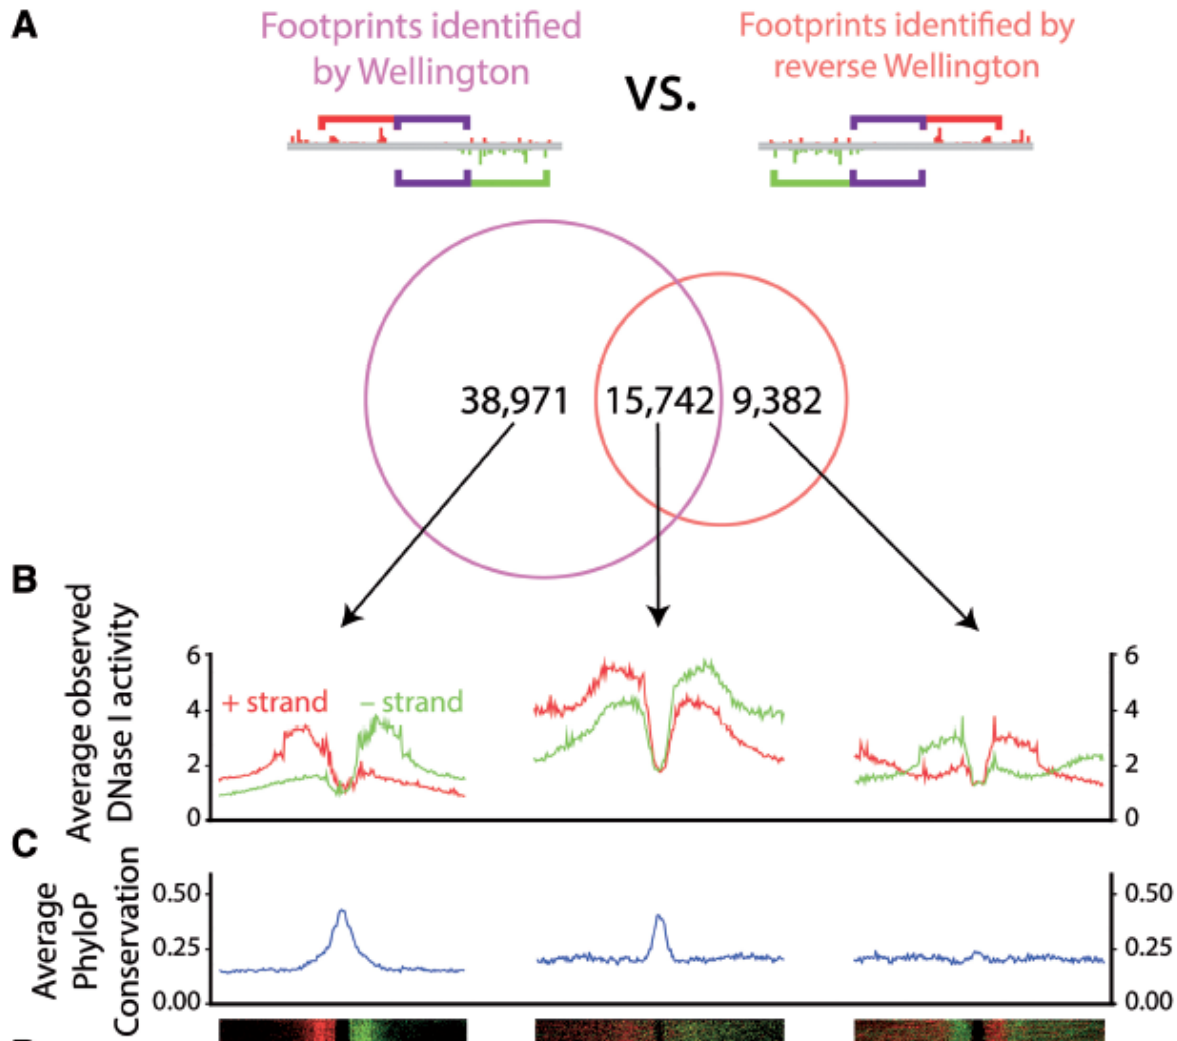 A
Footprints identified
by Wellington
vs.
Footprints identified by
reverse Wellington
38,971
15,742
9,382
B
Average observed
DNase I activity
6
4
2
0
+ strand
– strand
6
4
2
0
C
Average
PhyloP
Conservation
0.50
0.25
0.00
0.50
0.25
0.00